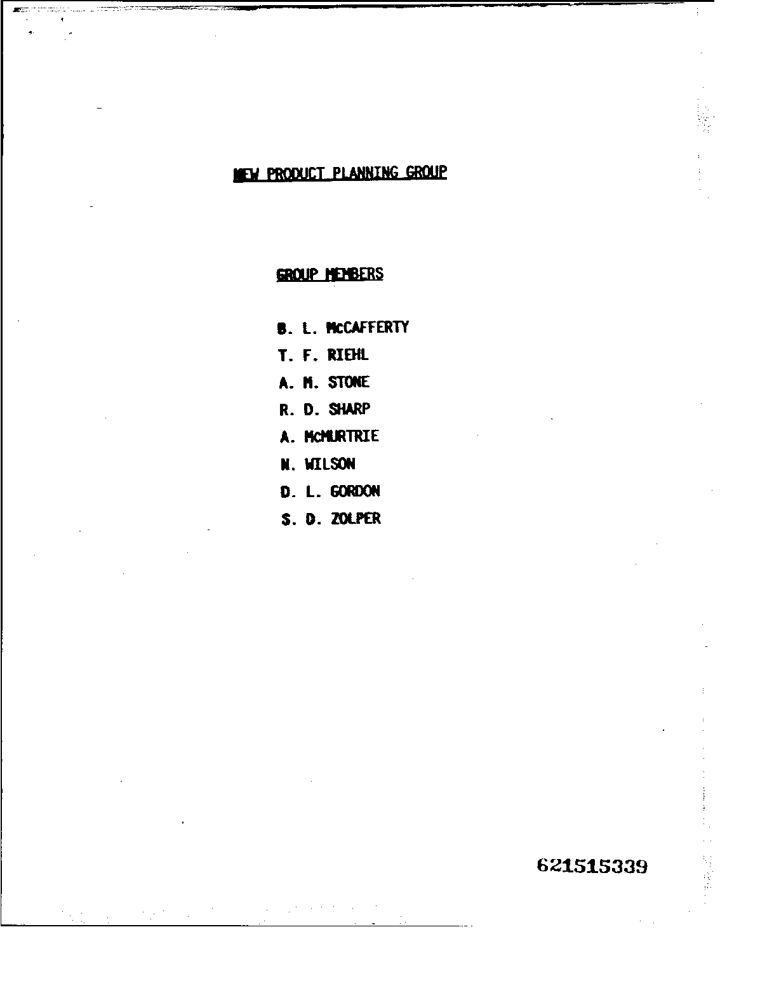 NEW PRODUCT PLANNING GROUP
GROUP MEMBERS
B. L. McCAFFERTY
T. F. RIEHL
A. M. STONE
R. D. SHARP
A. McMURTRIE
N. WILSON
D. L. GORDON
S. D. ZOLPER
621515339